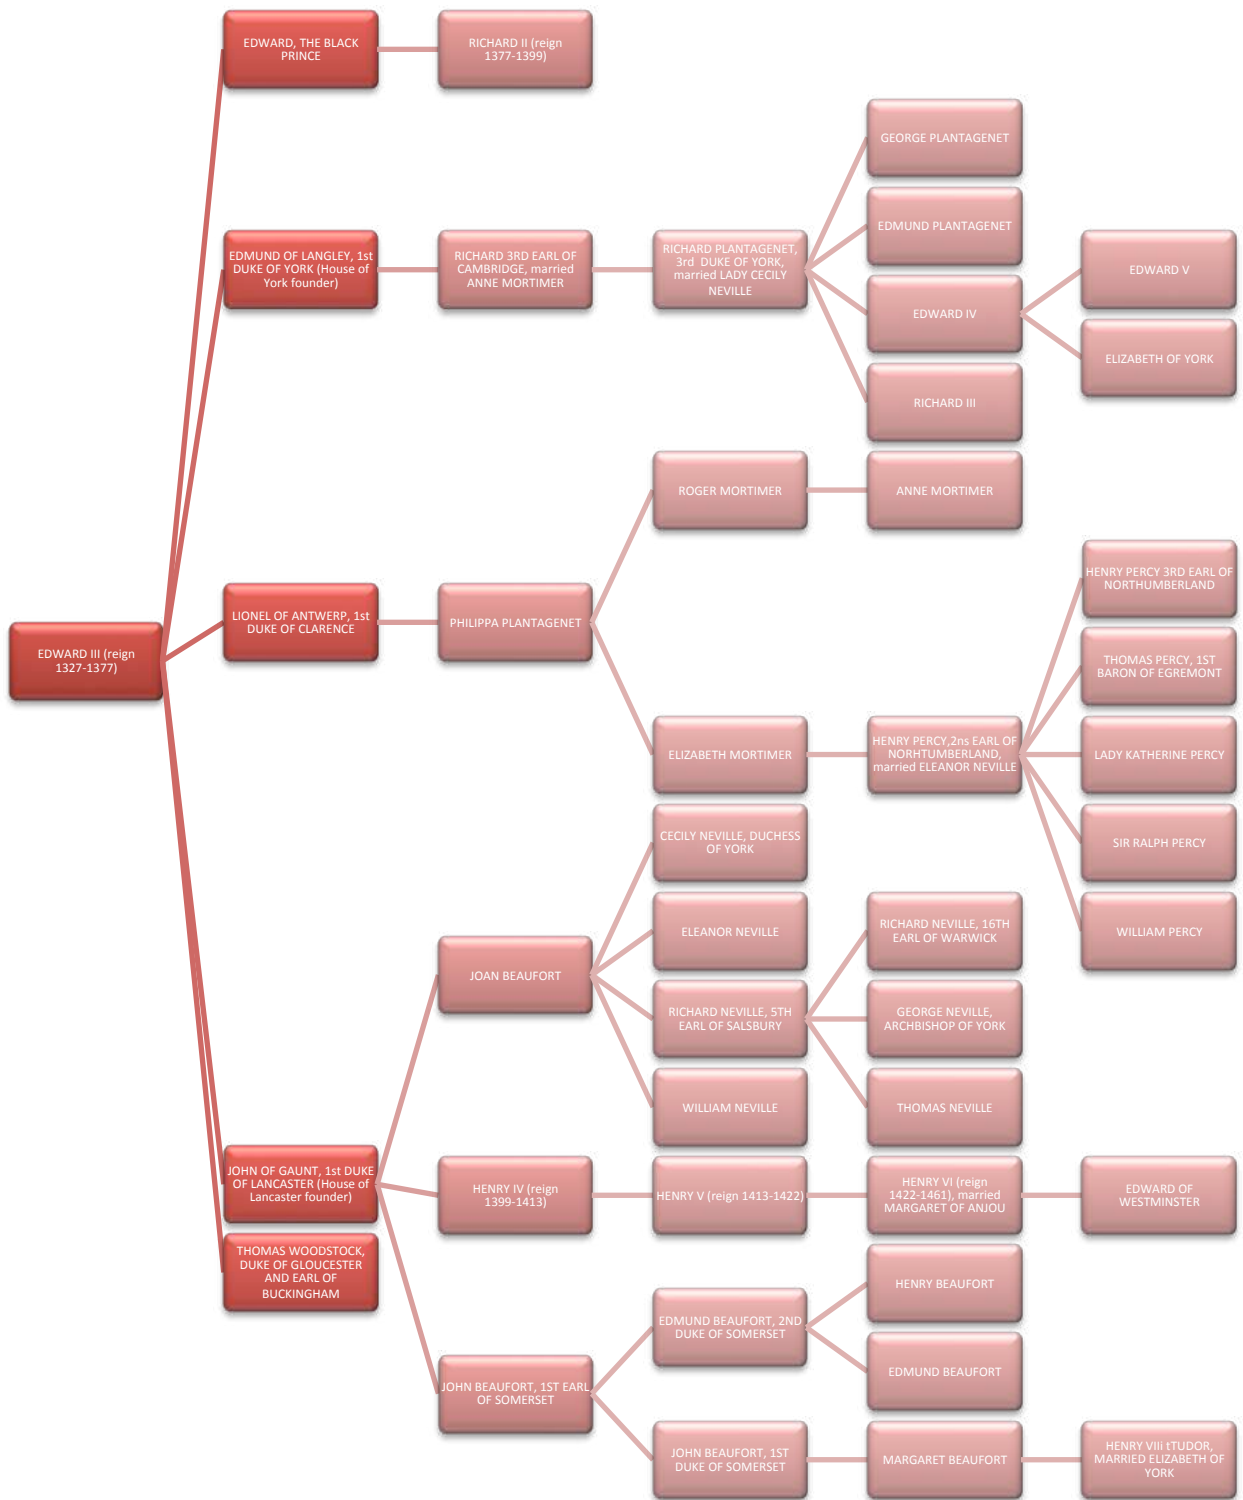 EDWARD, THE BLACK
PRINCE
RICHARD II (reign
1377-1399)
GEORGE PLANTAGENET
EDMUND PLANTAGENET
EDMUND OF LANGLEY, 1st
DUKE OF YORK (House of
York founder)
RICHARD 3RD EARL OF
CAMBRIDGE, married
ANNE MORTIMER
RICHARD PLANTAGENET,
3rd DUKE OF YORK,
married LADY CECILY
NEVILLE
EDWARD IV
EDWARD V
ELIZABETH OF YORK
RICHARD III
ROGER MORTIMER
ANNE MORTIMER
EDWARD III (reign
1327-1377)
LIONEL OF ANTWERP, 1st
DUKE OF CLARENCE
PHILIPPA PLANTAGENET
HENRY PERCY 3RD EARL OF
NORTHUMBERLAND
THOMAS PERCY, 1ST
BARON OF EGREMONT
ELIZABETH MORTIMER
HENRY PERCY,2ns EARL OF
NORHTUMBERLAND,
married ELEANOR NEVILLE
LADY KATHERINE PERCY
SIR RALPH PERCY
WILLIAM PERCY
CECILY NEVILLE, DUCHESS
OF YORK
ELEANOR NEVILLE
JOAN BEAUFORT
RICHARD NEVILLE, 5TH
EARL OF SALSBURY
RICHARD NEVILLE, 16TH
EARL OF WARWICK
GEORGE NEVILLE,
ARCHBISHOP OF YORK
WILLIAM NEVILLE
THOMAS NEVILLE
JOHN OF GAUNT, 1st DUKE
OF LANCASTER (House of
Lancaster founder)
HENRY IV (reign
1399-1413)
HENRY V (reign 1413-1422)
HENRY VI (reign
1422-1461), married
MARGARET OF ANJOU
EDWARD OF
WESTMINSTER
THOMAS WOODSTOCK,
DUKE OF GLOUCESTER
AND EARL OF
BUCKINGHAM
JOHN BEAUFORT, 1ST EARL
OF SOMERSET
EDMUND BEAUFORT, 2ND
DUKE OF SOMERSET
HENRY BEAUFORT
EDMUND BEAUFORT
JOHN BEAUFORT, 1ST
DUKE OF SOMERSET
MARGARET BEAUFORT
HENRY VIIi tTUDOR,
MARRIED ELIZABETH OF
YORK